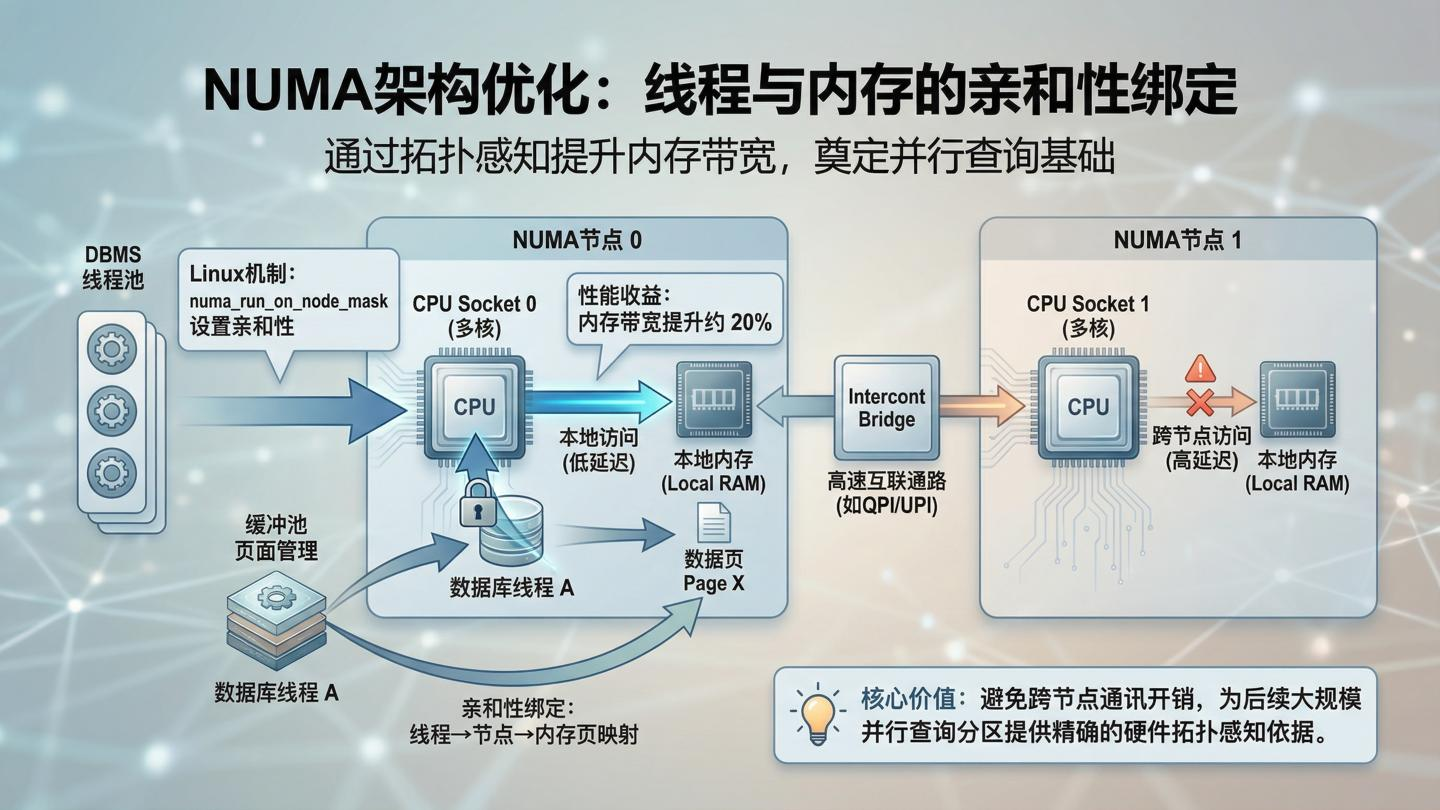 NUMA架构优化：线程与内存的亲和性绑定
通过拓扑感知提升内存带宽，奠定并行查询基础
DBMS
线程池
Linux机制：
numa_run_on_node_mask
设置亲和性
NUMA节点 0
CPU Socket 0
(多核)
CPU
性能收益：
内存带宽提升约 20%
本地访问
(低延迟)
本地内存
(Local RAM)
数据库线程 A
数据页
Page X
Intercont
Bridge
高速互联通路
(如QPI/UPI)
NUMA节点 1
CPU Socket 1
(多核)
CPU
跨节点访问
(高延迟)
本地内存
(Local RAM)
缓冲池
页面管理
数据库线程 A
亲和性绑定：
线程→节点→内存页映射
核心价值：避免跨节点通讯开销，为后续大规模
并行查询分区提供精确的硬件拓扑感知依据。